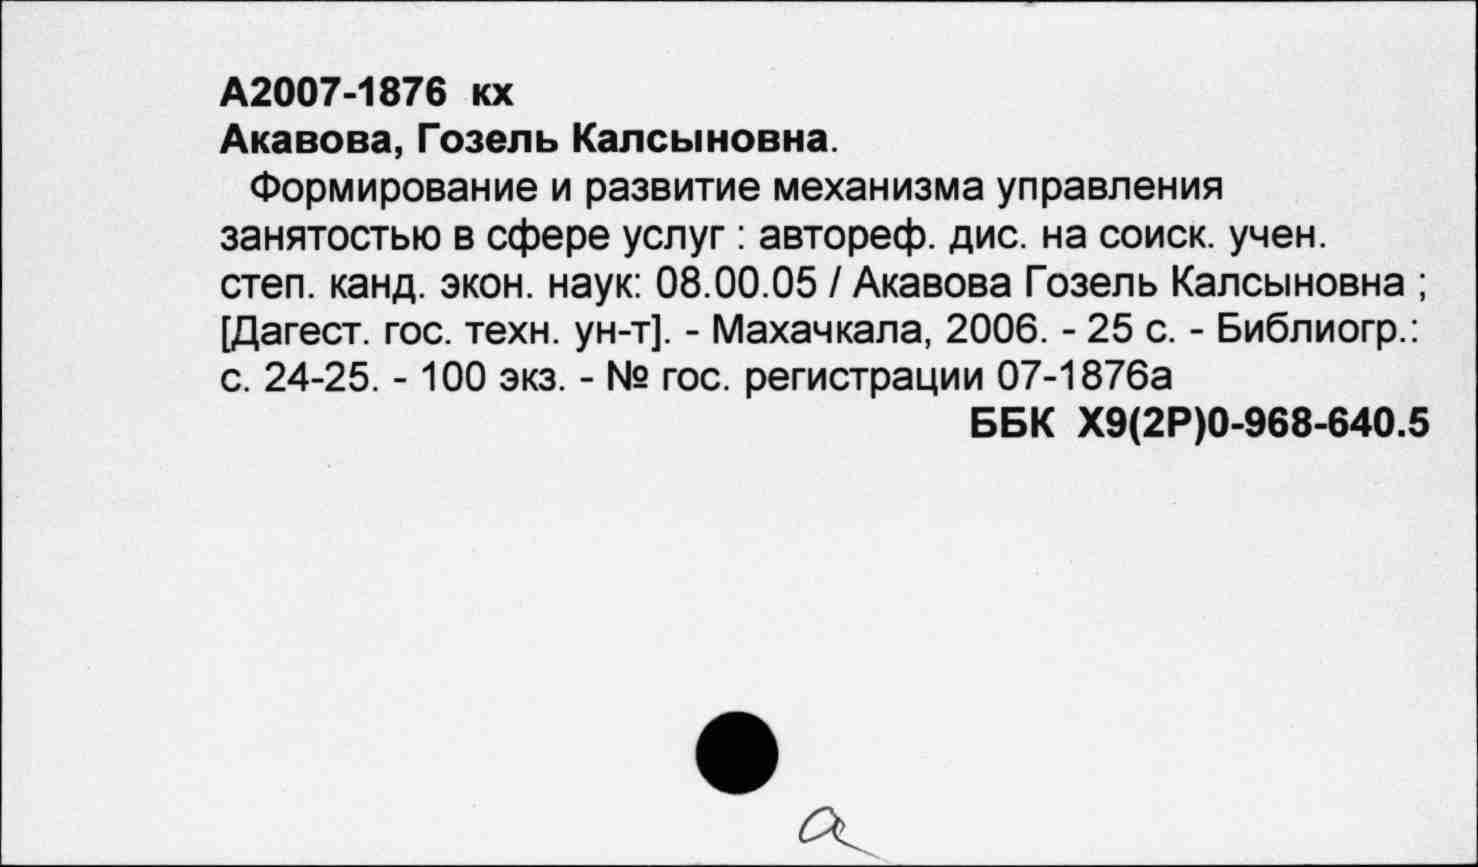 А2007-1876 кх
Акавова, Гозель Калсыновна.
Формирование и развитие механизма управления
занятостью в сфере услуг : автореф. дис. на соиск. учен.
степ. канд. экон. наук: 08.00.05 / Акавова Гозель Калсыновна ;
[Дагест. гос. техн. ун-т]. - Махачкала, 2006. - 25 с. - Библиогр.:
с. 24-25. - 100 экз. - № гос. регистрации 07-1876а
ББК Х9(2Р)0-968-640.5
а